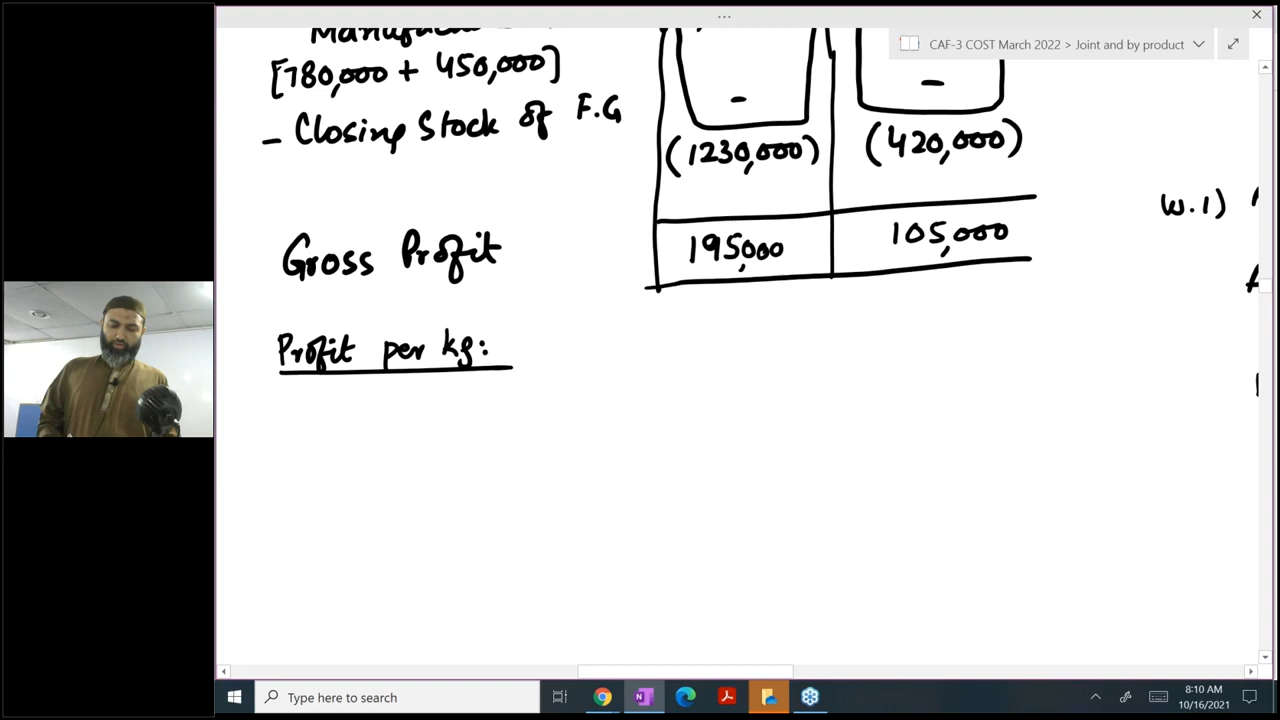 CAF-3 COST March 2022 > Joint and by product
[780,000 + 450,000]
- Closing Stock of F.G
-
-
(1230,000)
(420,000)
w.1)
Gross Profit
195,000
105,000
Profit per kg:
Type here to search
8:10 AM
10/16/2021